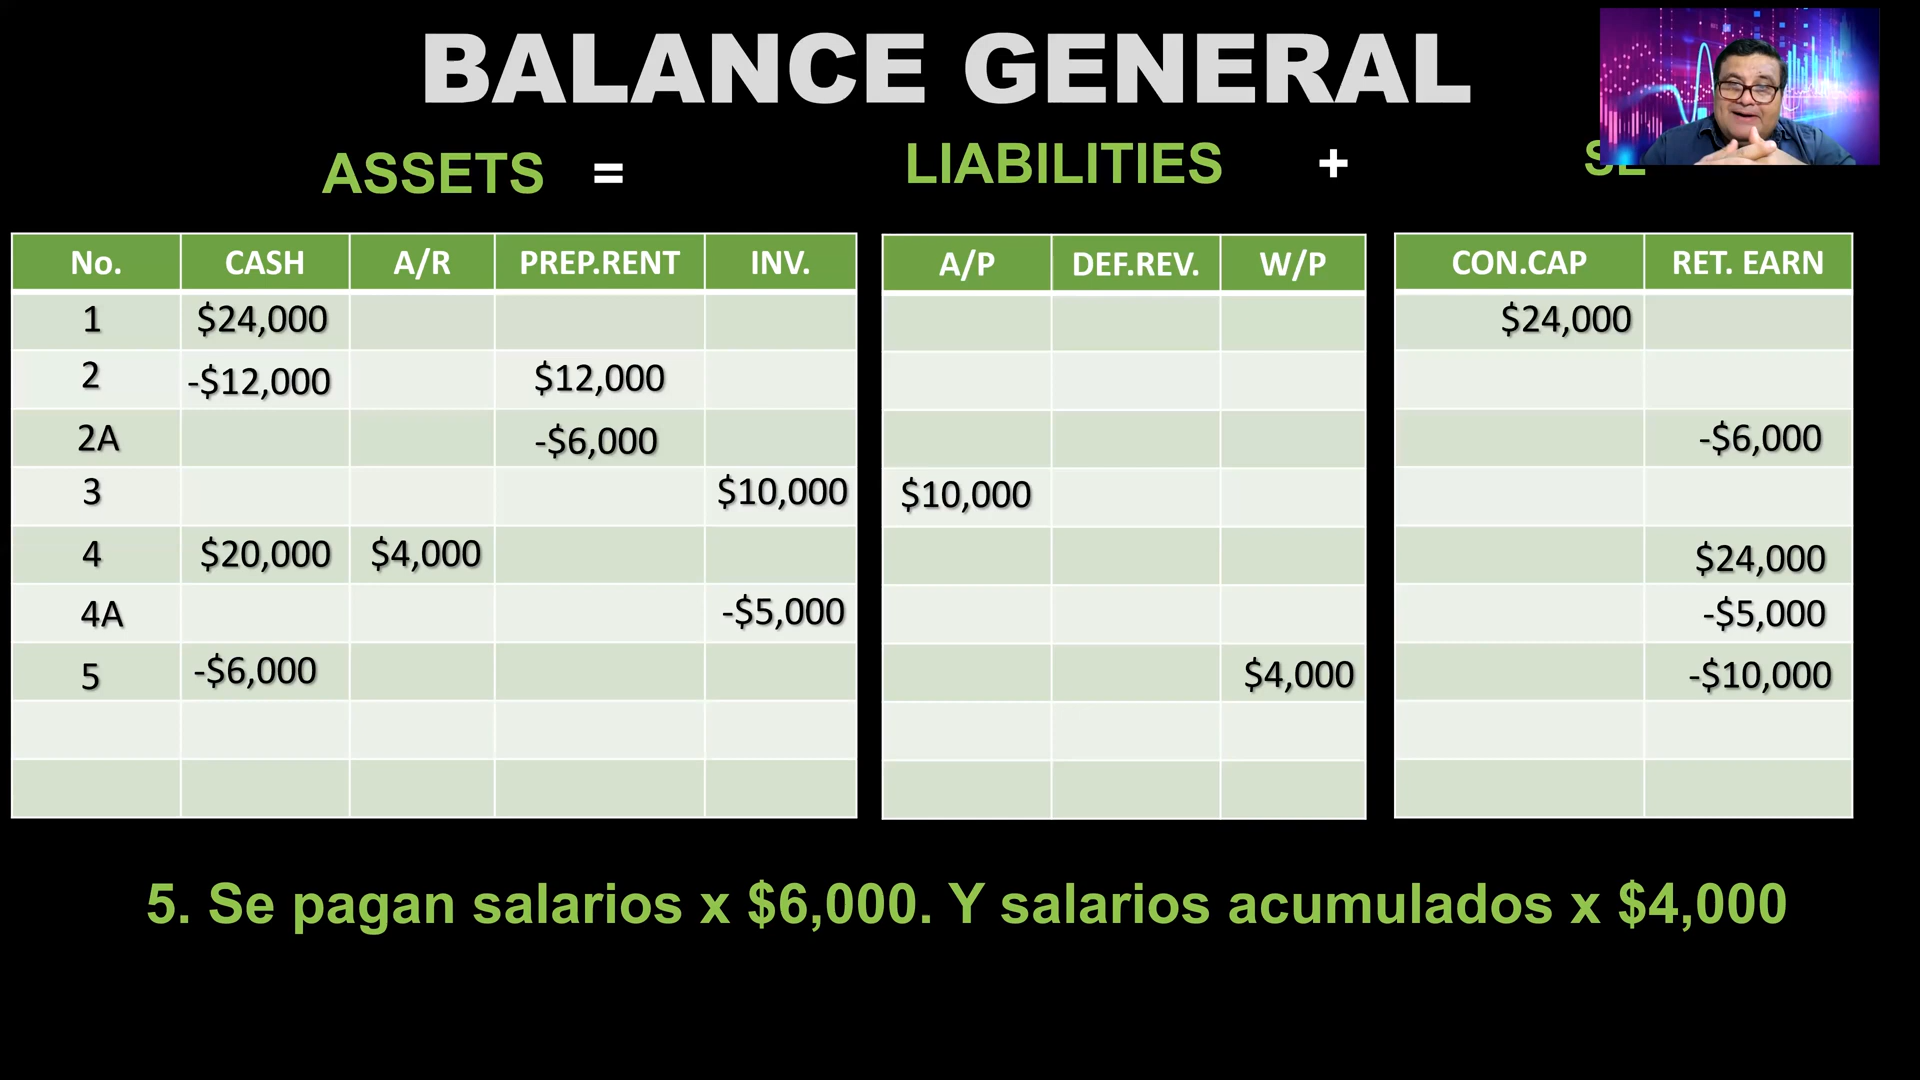 BALANCE GENERAL
ASSETS = LIABILITIES + SE
No. CASH A/R PREP.RENT INV. A/P DEF.REV. W/P CON.CAP RET. EARN
1 $24,000 $24,000
2 -$12,000 $12,000
2A -$6,000 -$6,000
3 $10,000 $10,000
4 $20,000 $4,000 $24,000
4A -$5,000 -$5,000
5 -$6,000 $4,000 -$10,000
5. Se pagan salarios x $6,000. Y salarios acumulados x $4,000